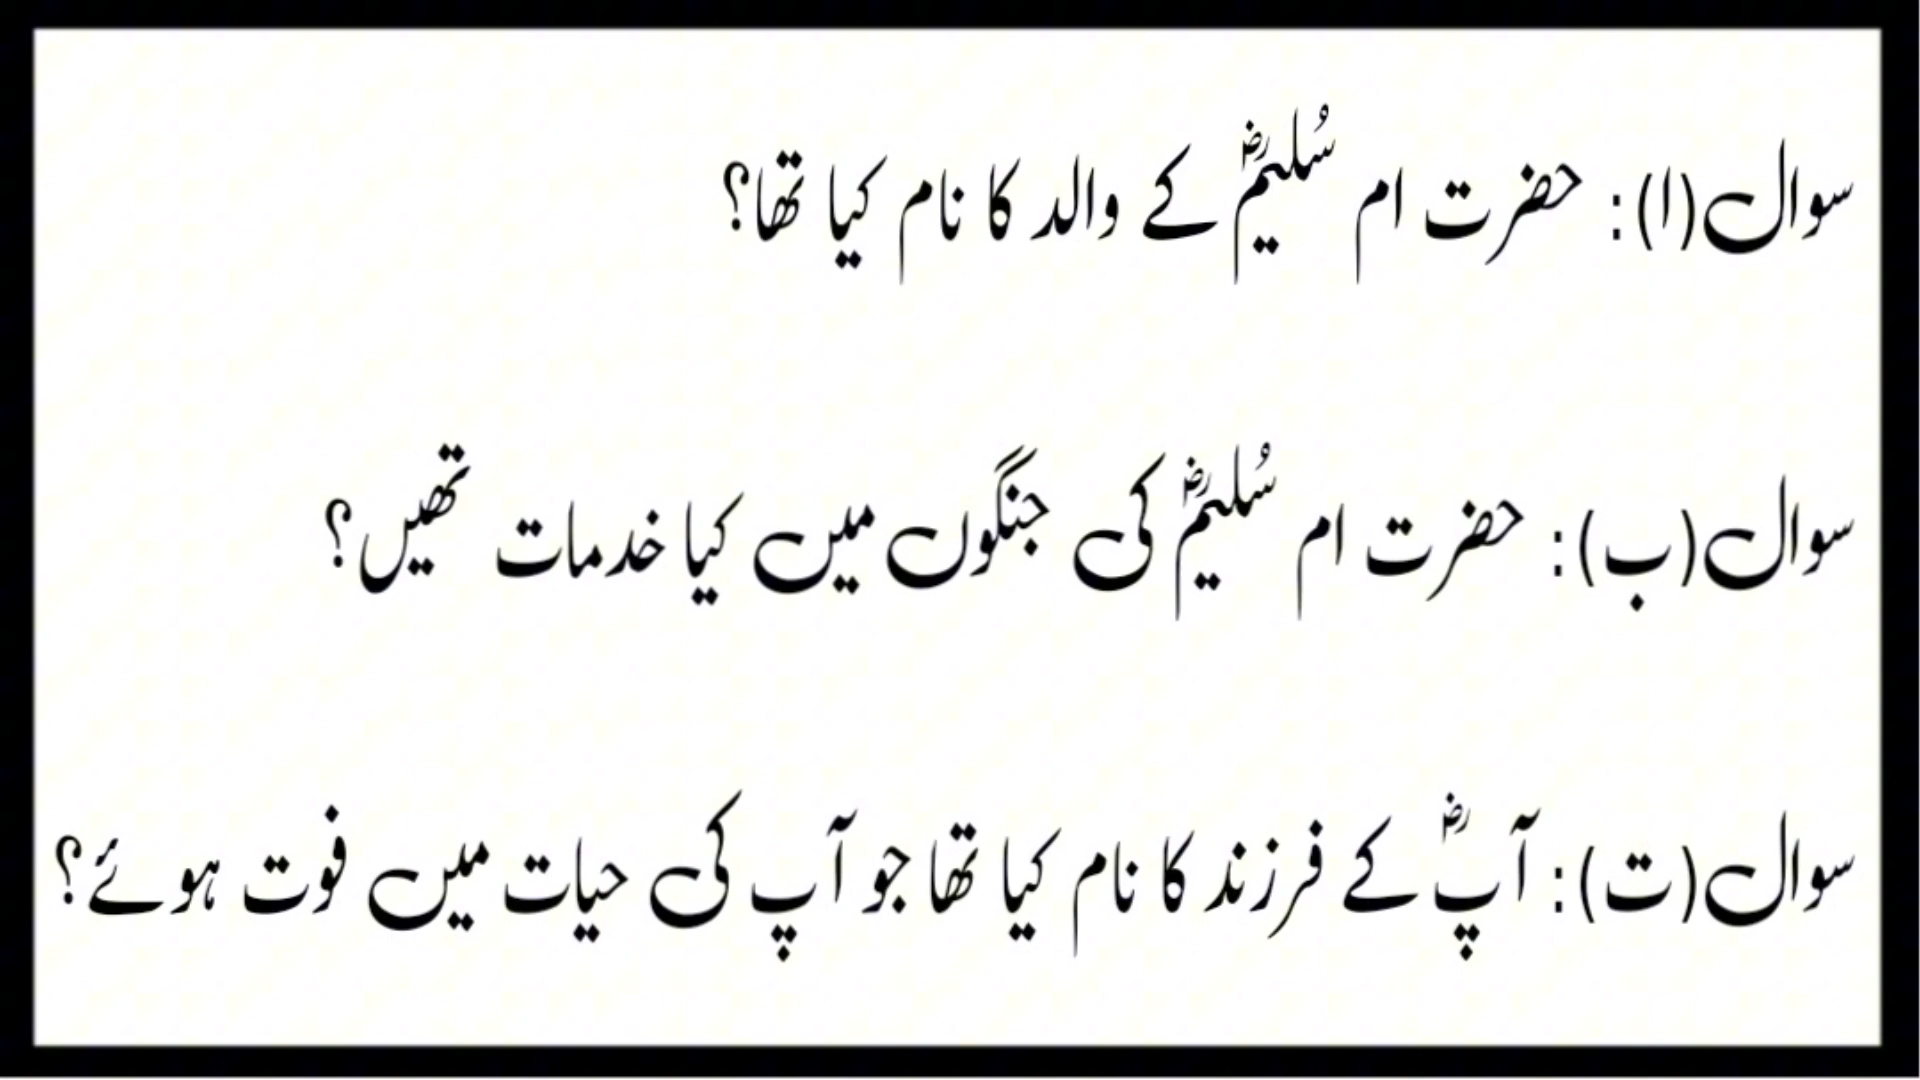 سوال(ا): حضرت ام سُلیمؓ کے والد کا نام کیا تھا؟
سوال(ب): حضرت ام سُلیمؓ کی جنگوں میں کیا خدمات تھیں؟
سوال(ت): آپؓ کے فرزند کا نام کیا تھا جو آپ کی حیات میں فوت ہوئے؟